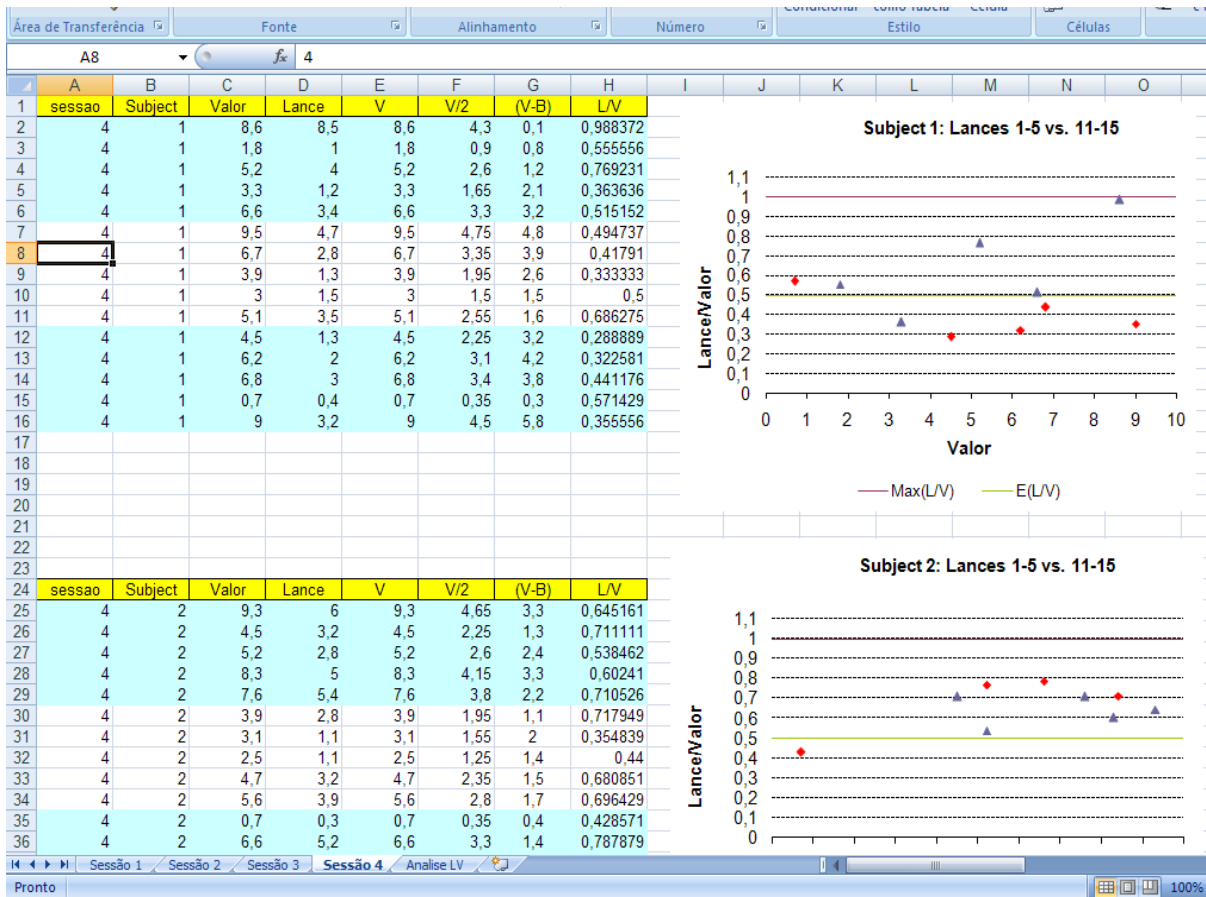 Condicional como Tabela Célula
Área de Transferência Fonte Alinhamento Número Estilo Células
A8 fx 4
A B C D E F G H I J K L M N O
1 sessao Subject Valor Lance V V/2 (V-B) L/V
2 4 1 8,6 8,5 8,6 4,3 0,1 0,988372
3 4 1 1,8 1 1,8 0,9 0,8 0,555556
4 4 1 5,2 4 5,2 2,6 1,2 0,769231
5 4 1 3,3 1,2 3,3 1,65 2,1 0,363636
6 4 1 6,6 3,4 6,6 3,3 3,2 0,515152
7 4 1 9,5 4,7 9,5 4,75 4,8 0,494737
8 4 1 6,7 2,8 6,7 3,35 3,9 0,41791
9 4 1 3,9 1,3 3,9 1,95 2,6 0,333333
10 4 1 3 1,5 3 1,5 1,5 0,5
11 4 1 5,1 3,5 5,1 2,55 1,6 0,686275
12 4 1 4,5 1,3 4,5 2,25 3,2 0,288889
13 4 1 6,2 2 6,2 3,1 4,2 0,322581
14 4 1 6,8 3 6,8 3,4 3,8 0,441176
15 4 1 0,7 0,4 0,7 0,35 0,3 0,571429
16 4 1 9 3,2 9 4,5 5,8 0,355556
17
18
19
20
21
22
23
24 sessao Subject Valor Lance V V/2 (V-B) L/V
25 4 2 9,3 6 9,3 4,65 3,3 0,645161
26 4 2 4,5 3,2 4,5 2,25 1,3 0,711111
27 4 2 5,2 2,8 5,2 2,6 2,4 0,538462
28 4 2 8,3 5 8,3 4,15 3,3 0,60241
29 4 2 7,6 5,4 7,6 3,8 2,2 0,710526
30 4 2 3,9 2,8 3,9 1,95 1,1 0,717949
31 4 2 3,1 1,1 3,1 1,55 2 0,354839
32 4 2 2,5 1,1 2,5 1,25 1,4 0,44
33 4 2 4,7 3,2 4,7 2,35 1,5 0,680851
34 4 2 5,6 3,9 5,6 2,8 1,7 0,696429
35 4 2 0,7 0,3 0,7 0,35 0,4 0,428571
36 4 2 6,6 5,2 6,6 3,3 1,4 0,787879
Subject 1: Lances 1-5 vs. 11-15
1,1
1
0,9
0,8
0,7
0,6
0,5
0,4
0,3
0,2
0,1
0
Lance/Valor
0 1 2 3 4 5 6 7 8 9 10
Valor
Max(L/V) E(L/V)
Subject 2: Lances 1-5 vs. 11-15
1,1
1
0,9
0,8
0,7
0,6
0,5
0,4
0,3
0,2
0,1
0
Lance/Valor
Sessão 1 Sessão 2 Sessão 3 Sessão 4 Analise LV
Pronto 100%